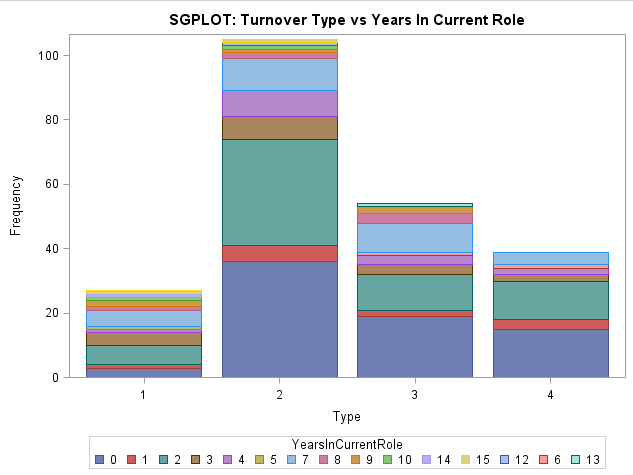 SGPLOT: Turnover Type vs Years In Current Role
100
80
60
40
20
0
Frequency
1 2 3 4
Type
YearsInCurrentRole
0 1 2 3 4 5 7 8 9 10 14 15 12 6 13